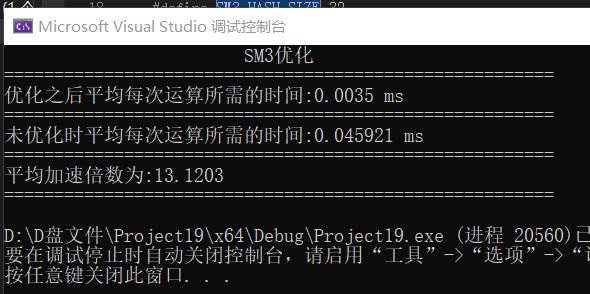 18 #define SM3_HASH_SIZE 32
Microsoft Visual Studio 调试控制台
SM3优化
=======================================================
优化之后平均每次运算所需的时间:0.0035 ms
=======================================================
未优化时平均每次运算所需的时间:0.045921 ms
=======================================================
平均加速倍数为:13.1203
=======================================================
D:\D盘文件\Project19\x64\Debug\Project19.exe (进程 20560)已
要在调试停止时自动关闭控制台，请启用“工具”->“选项”->“
按任意键关闭此窗口. . .